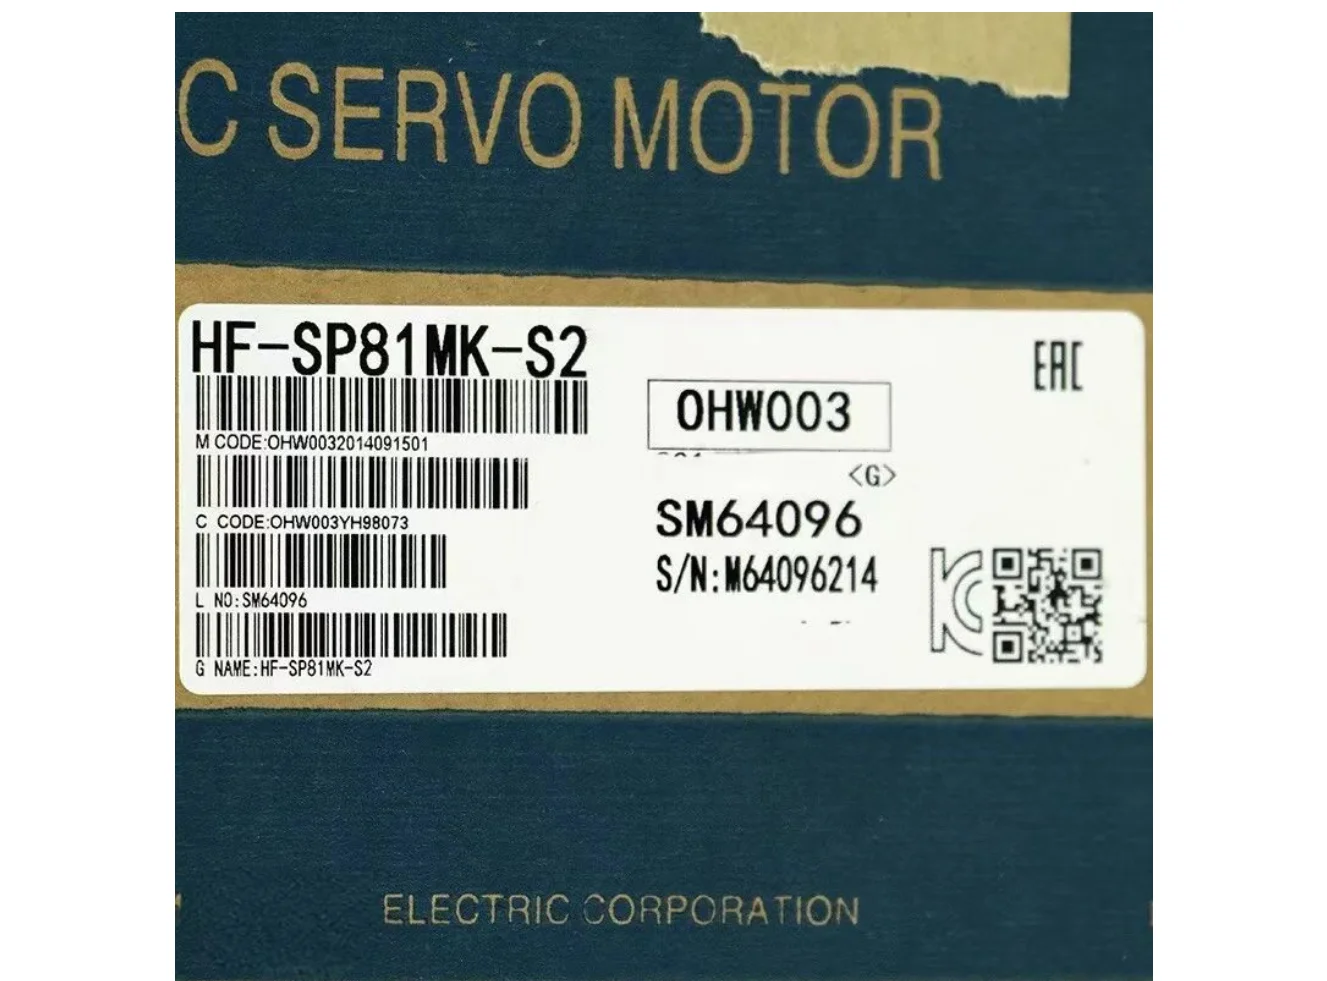 C SERVO MOTOR
HF-SP81MK-S2
M CODE:OHW0032014091501
C CODE:OHW003YH98073
L NO:SM64096
G NAME:HF-SP81MK-S2
OHW003
<G>
SM64096
S/N:M64096214
EAC
KC
ELECTRIC CORPORATION